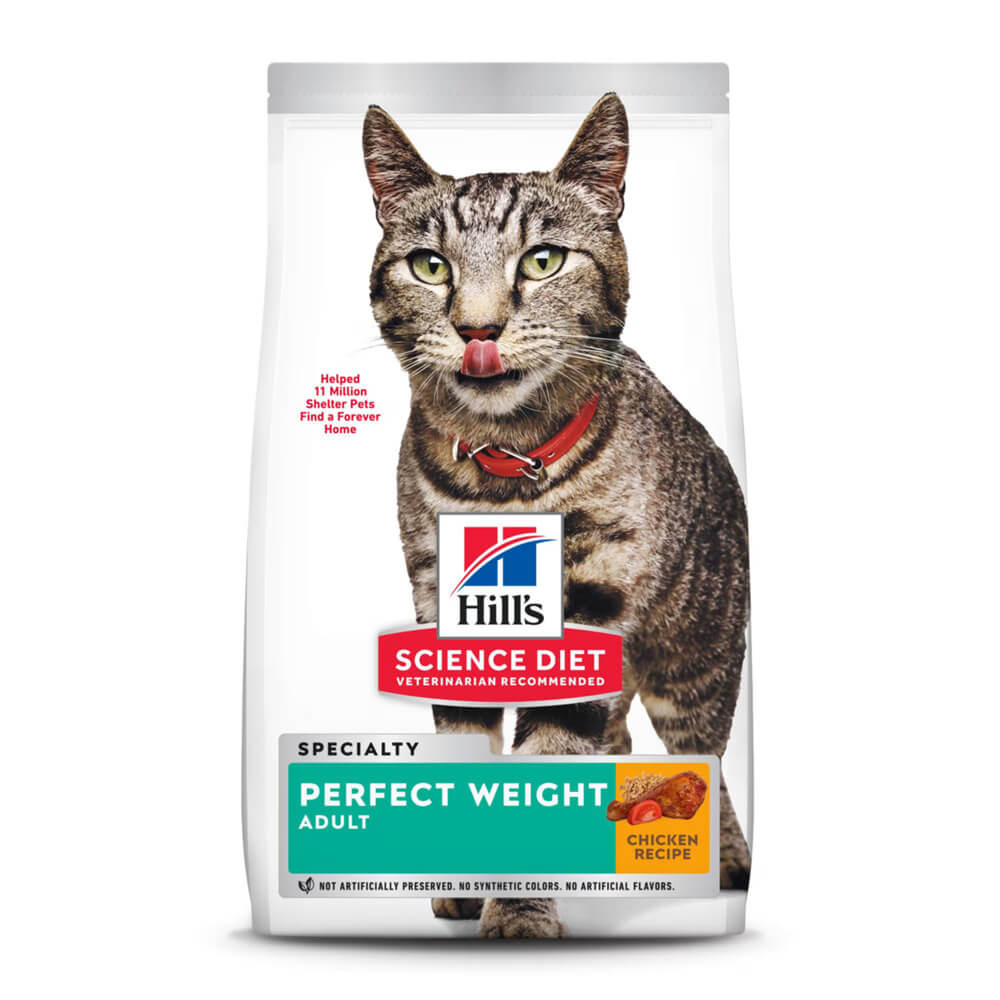 Helped
11 Million
Shelter Pets
Find a Forever
Home
Hill's
SCIENCE DIET
VETERINARIAN RECOMMENDED
SPECIALTY
PERFECT WEIGHT
ADULT
CHICKEN
RECIPE
NOT ARTIFICIALLY PRESERVED. NO SYNTHETIC COLORS. NO ARTIFICIAL FLAVORS.